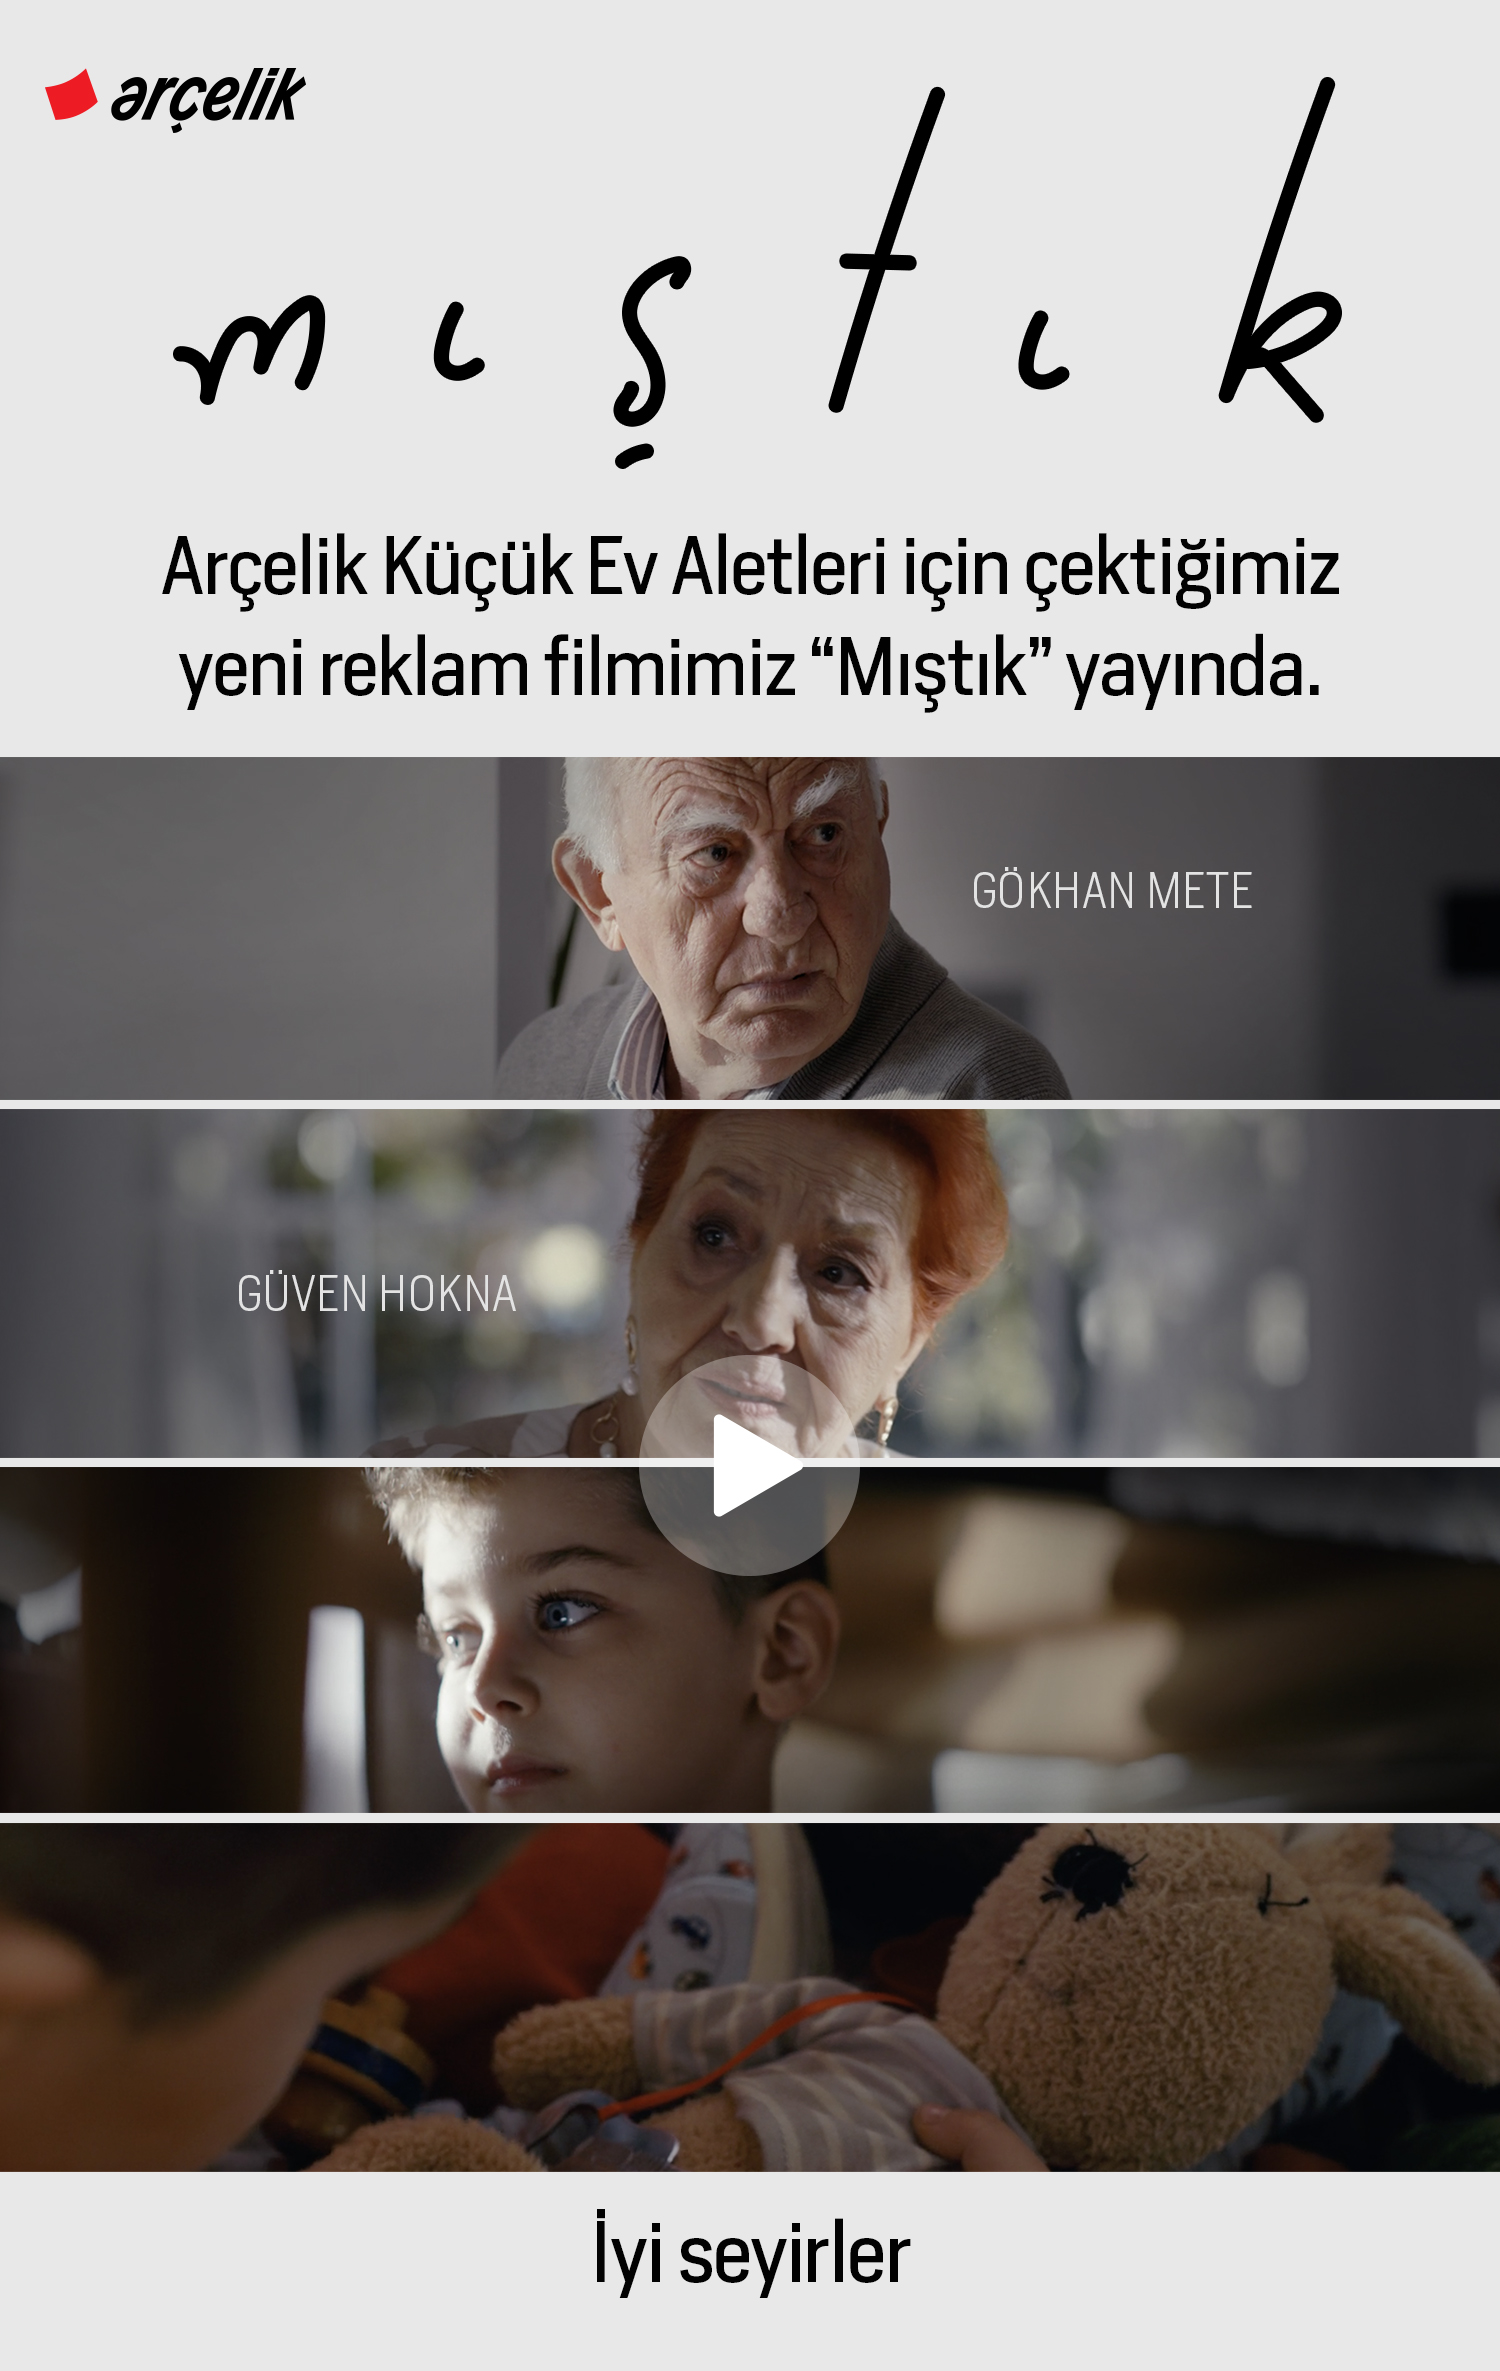 arçelik
mıştık
Arçelik Küçük Ev Aletleri için çektiğimiz
yeni reklam filmimiz “Mıştık” yayında.
GÖKHAN METE
GÜVEN HOKNA
İyi seyirler